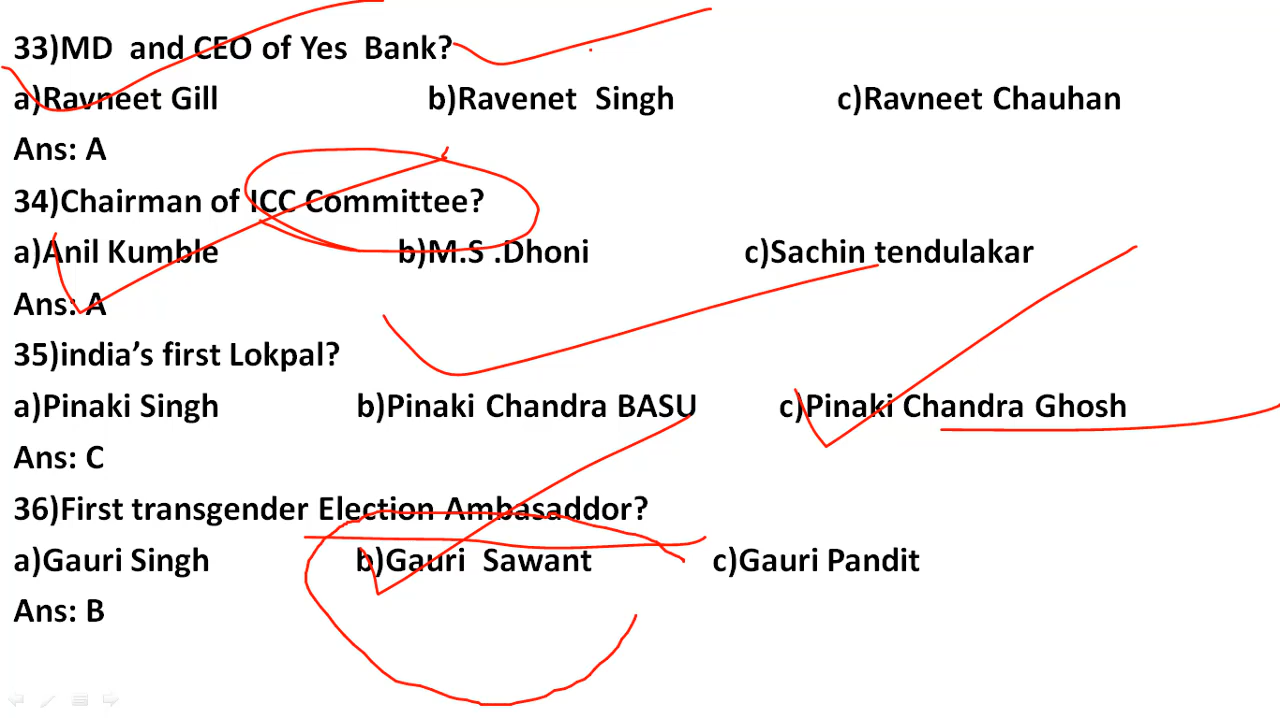 33)MD and CEO of Yes Bank?
a)Ravneet Gill b)Ravenet Singh c)Ravneet Chauhan
Ans: A
34)Chairman of ICC Committee?
a)Anil Kumble b)M.S .Dhoni c)Sachin tendulakar
Ans: A
35)india’s first Lokpal?
a)Pinaki Singh b)Pinaki Chandra BASU c)Pinaki Chandra Ghosh
Ans: C
36)First transgender Election Ambasaddor?
a)Gauri Singh b)Gauri Sawant c)Gauri Pandit
Ans: B